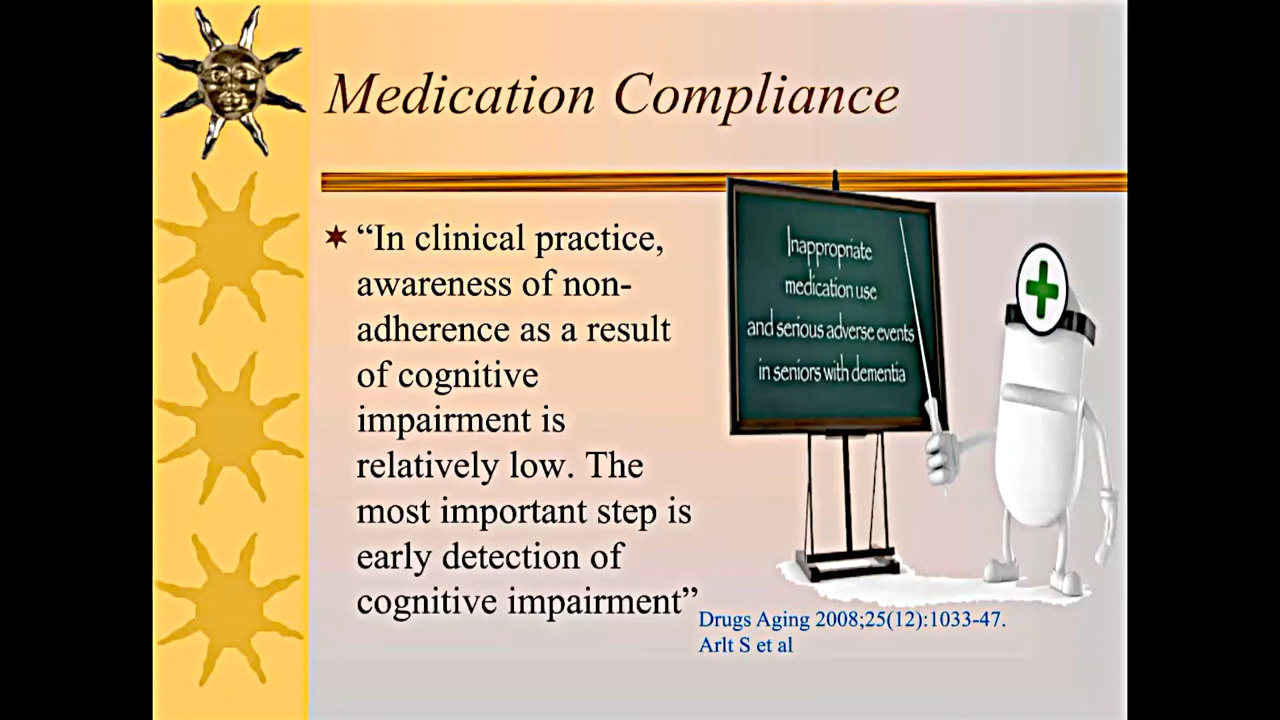 Medication Compliance
“In clinical practice,
awareness of non-
adherence as a result
of cognitive
impairment is
relatively low. The
most important step is
early detection of
cognitive impairment”
Inappropriate
medication use
and serious adverse events
in seniors with dementia
Drugs Aging 2008;25(12):1033-47.
Arlt S et al